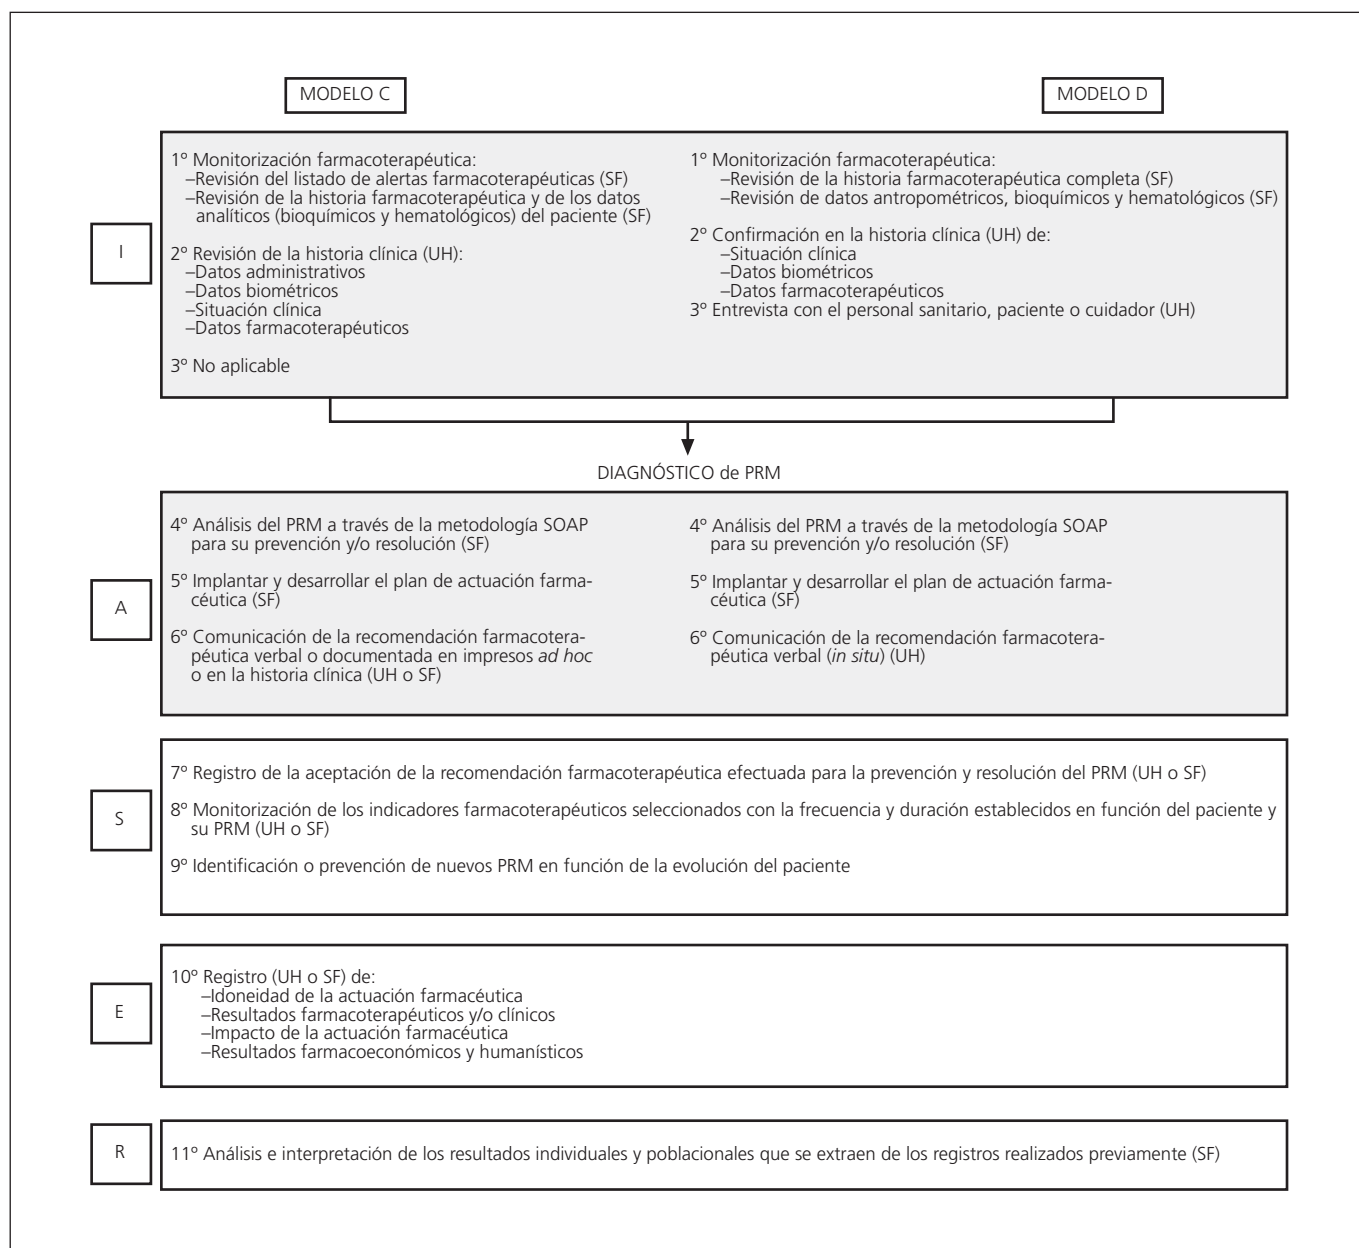 MODELO C
MODELO D
I
1º Monitorización farmacoterapéutica:
–Revisión del listado de alertas farmacoterapéuticas (SF)
–Revisión de la historia farmacoterapéutica y de los datos
analíticos (bioquímicos y hematológicos) del paciente (SF)
2º Revisión de la historia clínica (UH):
–Datos administrativos
–Datos biométricos
–Situación clínica
–Datos farmacoterapéuticos
3º No aplicable
1º Monitorización farmacoterapéutica:
–Revisión de la historia farmacoterapéutica completa (SF)
–Revisión de datos antropométricos, bioquímicos y hematológicos (SF)
2º Confirmación en la historia clínica (UH) de:
–Situación clínica
–Datos biométricos
–Datos farmacoterapéuticos
3º Entrevista con el personal sanitario, paciente o cuidador (UH)
DIAGNÓSTICO de PRM
A
4º Análisis del PRM a través de la metodología SOAP
para su prevención y/o resolución (SF)
5º Implantar y desarrollar el plan de actuación farma-
céutica (SF)
6º Comunicación de la recomendación farmacotera-
péutica verbal o documentada en impresos ad hoc
o en la historia clínica (UH o SF)
4º Análisis del PRM a través de la metodología SOAP
para su prevención y/o resolución (SF)
5º Implantar y desarrollar el plan de actuación farma-
céutica (SF)
6º Comunicación de la recomendación farmacotera-
péutica verbal (in situ) (UH)
S
7º Registro de la aceptación de la recomendación farmacoterapéutica efectuada para la prevención y resolución del PRM (UH o SF)
8º Monitorización de los indicadores farmacoterapéuticos seleccionados con la frecuencia y duración establecidos en función del paciente y
su PRM (UH o SF)
9º Identificación o prevención de nuevos PRM en función de la evolución del paciente
E
10º Registro (UH o SF) de:
–Idoneidad de la actuación farmacéutica
–Resultados farmacoterapéuticos y/o clínicos
–Impacto de la actuación farmacéutica
–Resultados farmacoeconómicos y humanísticos
R
11º Análisis e interpretación de los resultados individuales y poblacionales que se extraen de los registros realizados previamente (SF)